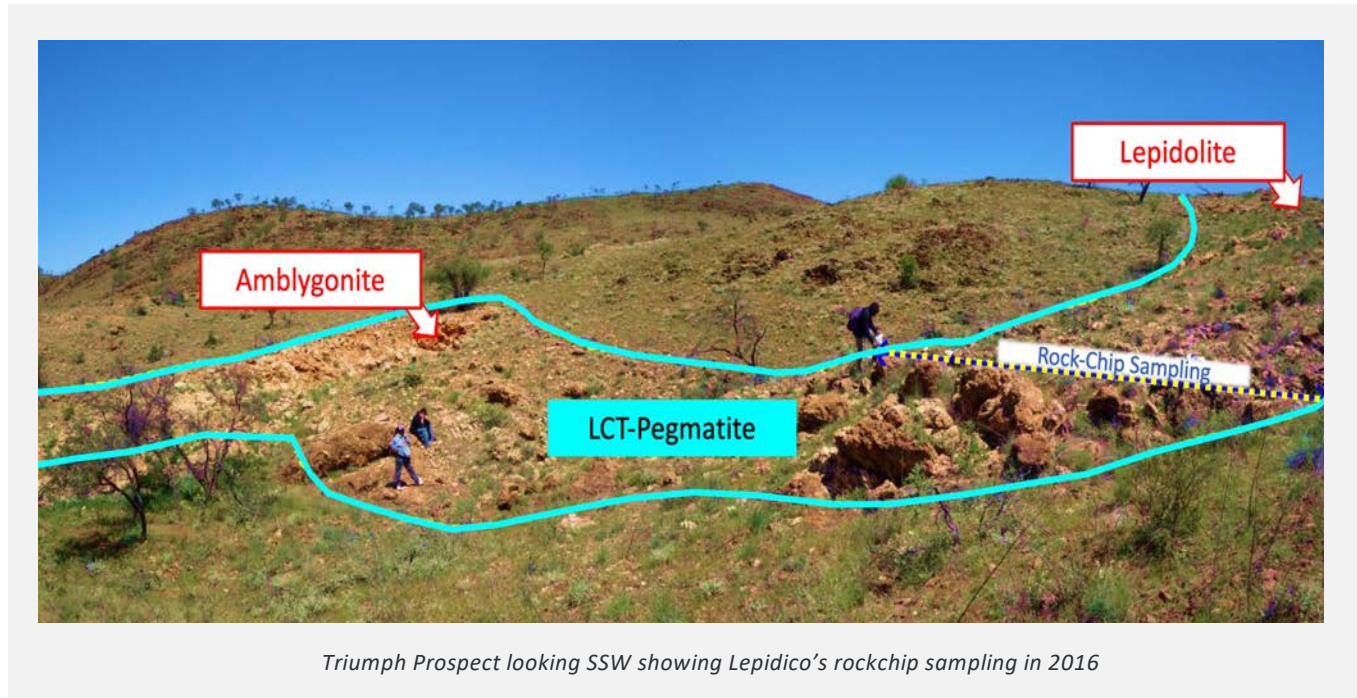 Lepidolite
Amblygonite
Rock-Chip Sampling
LCT-Pegmatite
Triumph Prospect looking SSW showing Lepidico's rockchip sampling in 2016